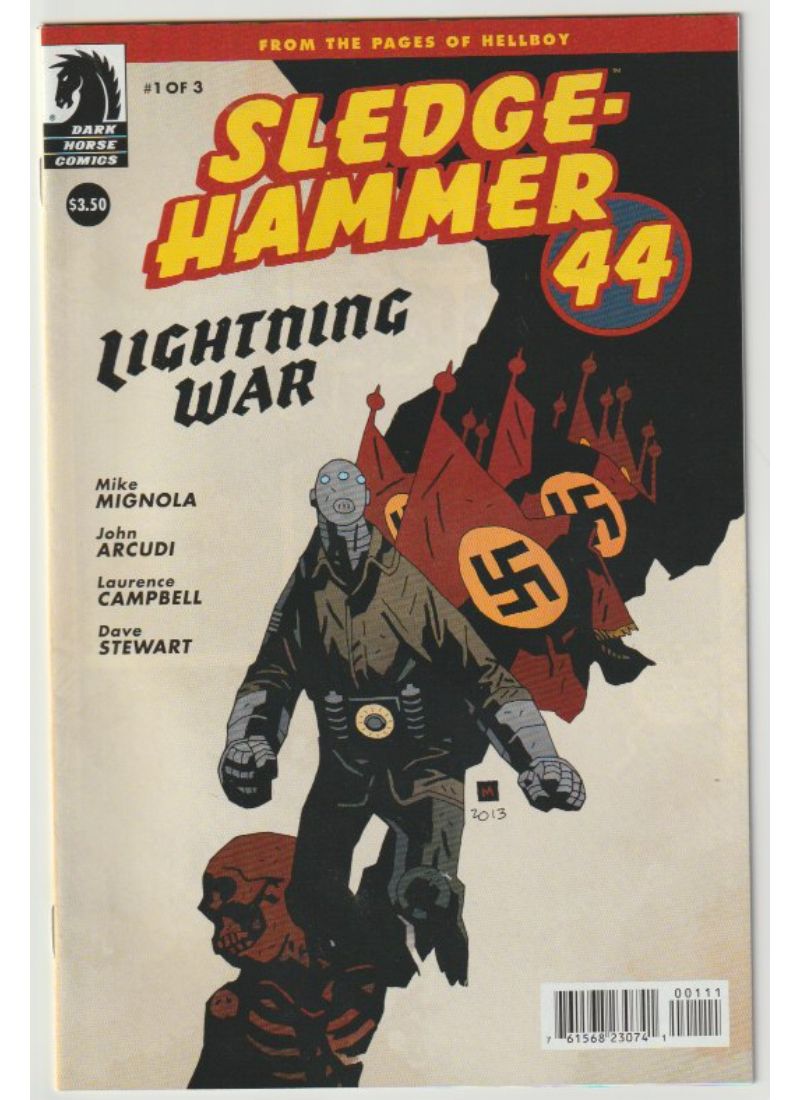 FROM THE PAGES OF HELLBOY
DARK
HORSE
COMICS
#1 OF 3
$3.50
SLEDGE-
HAMMER
44
LIGHTNING
WAR
Mike
MIGNOLA
John
ARCUDI
Laurence
CAMPBELL
Dave
STEWART
M
2013
00111
7 61568 23074 1